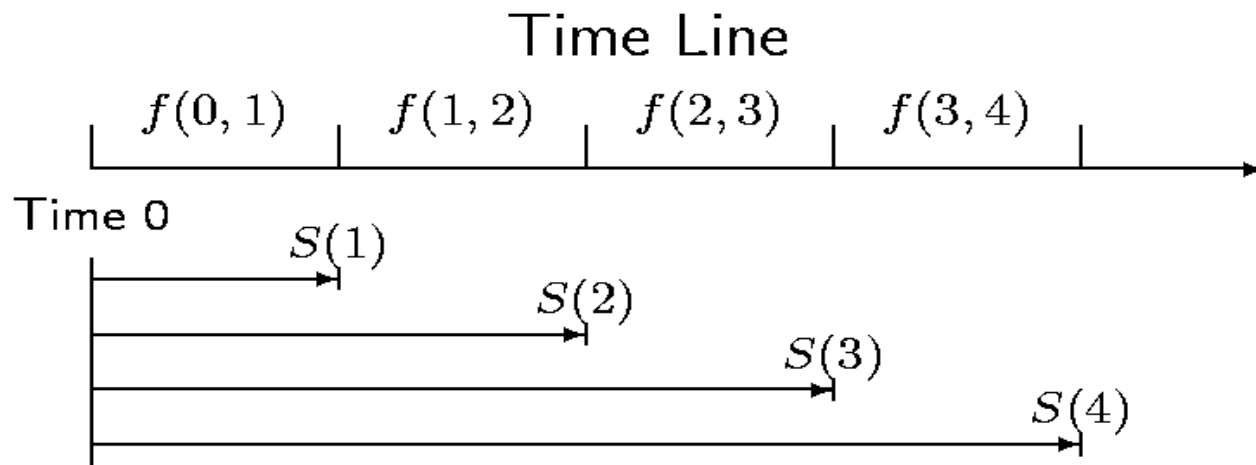 Time Line
f(0, 1) f(1, 2) f(2, 3) f(3, 4)
Time 0
S(1)
S(2)
S(3)
S(4)